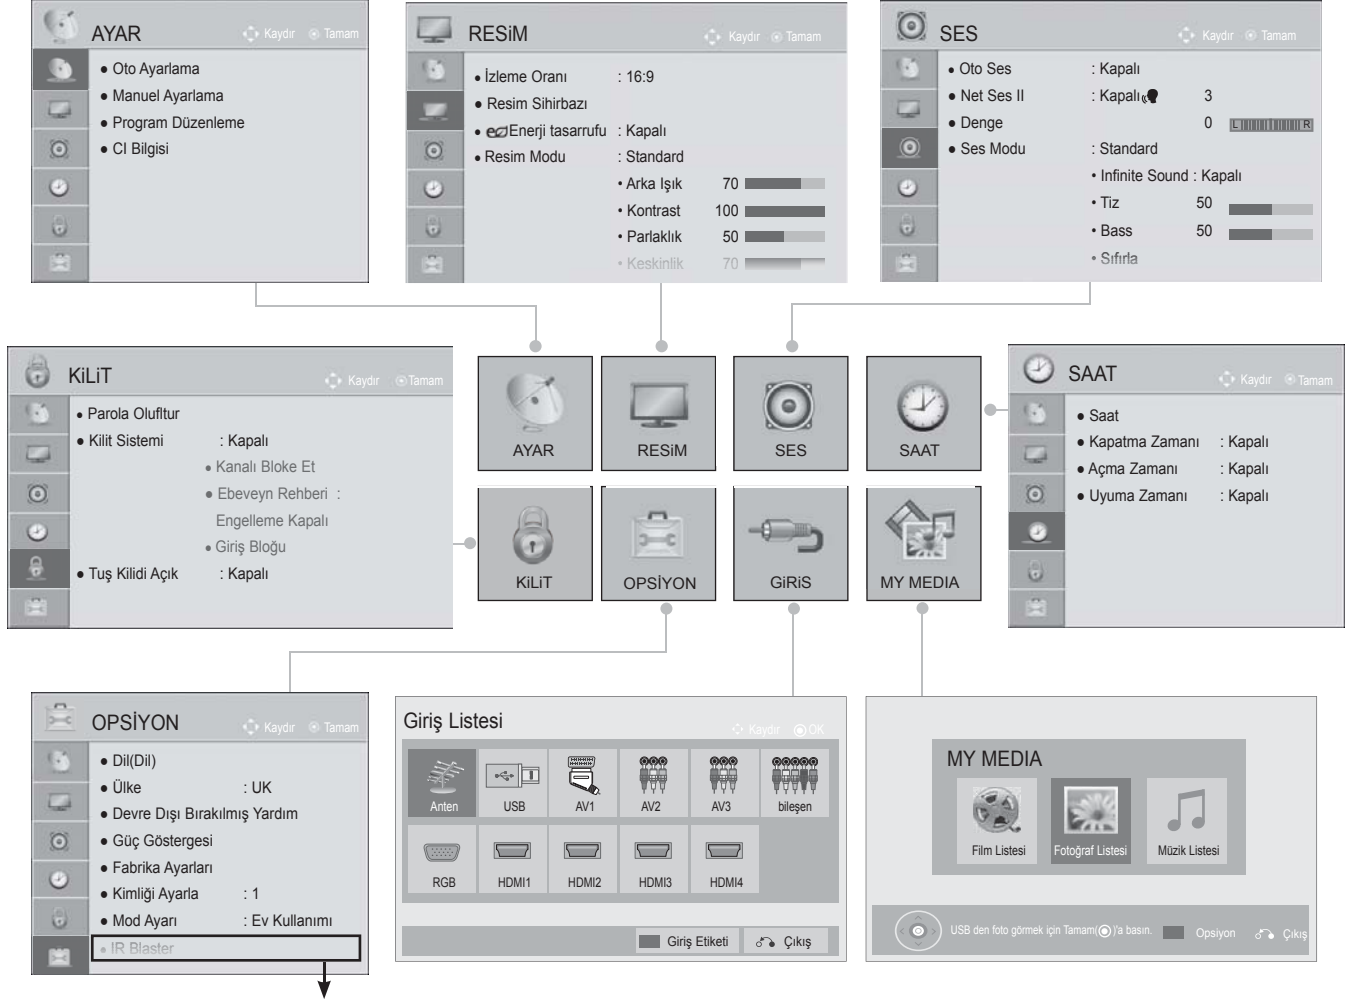 AYAR
Kaydır Tamam
● Oto Ayarlama
● Manuel Ayarlama
● Program Düzenleme
● CI Bilgisi
RESiM
Kaydır Tamam
● İzleme Oranı : 16:9
● Resim Sihirbazı
● eco Enerji tasarrufu : Kapalı
● Resim Modu : Standard
• Arka Işık 70
• Kontrast 100
• Parlaklık 50
• Keskinlik 70
SES
Kaydır Tamam
● Oto Ses : Kapalı
● Net Ses II : Kapalı 3
● Denge 0 L R
● Ses Modu : Standard
• Infinite Sound : Kapalı
• Tiz 50
• Bass 50
• Sıfırla
KiLiT
Kaydır Tamam
● Parola Olufltur
● Kilit Sistemi : Kapalı
● Kanalı Bloke Et
● Ebeveyn Rehberi :
Engelleme Kapalı
● Giriş Bloğu
● Tuş Kilidi Açık : Kapalı
AYAR
RESiM
SES
SAAT
KiLiT
OPSİYON
GiRiS
MY MEDIA
SAAT
Kaydır Tamam
● Saat
● Kapatma Zamanı : Kapalı
● Açma Zamanı : Kapalı
● Uyuma Zamanı : Kapalı
OPSİYON
Kaydır Tamam
● Dil(Dil)
● Ülke : UK
● Devre Dışı Bırakılmış Yardım
● Güç Göstergesi
● Fabrika Ayarları
● Kimliği Ayarla : 1
● Mod Ayarı : Ev Kullanımı
● IR Blaster
Giriş Listesi
Kaydır OK
Anten
USB
AV1
AV2
AV3
bileşen
RGB
HDMI1
HDMI2
HDMI3
HDMI4
Giriş Etiketi
Çıkış
MY MEDIA
Film Listesi
Fotoğraf Listesi
Müzik Listesi
USB den foto görmek için Tamam(◉)'a basın.
Opsiyon
Çıkış